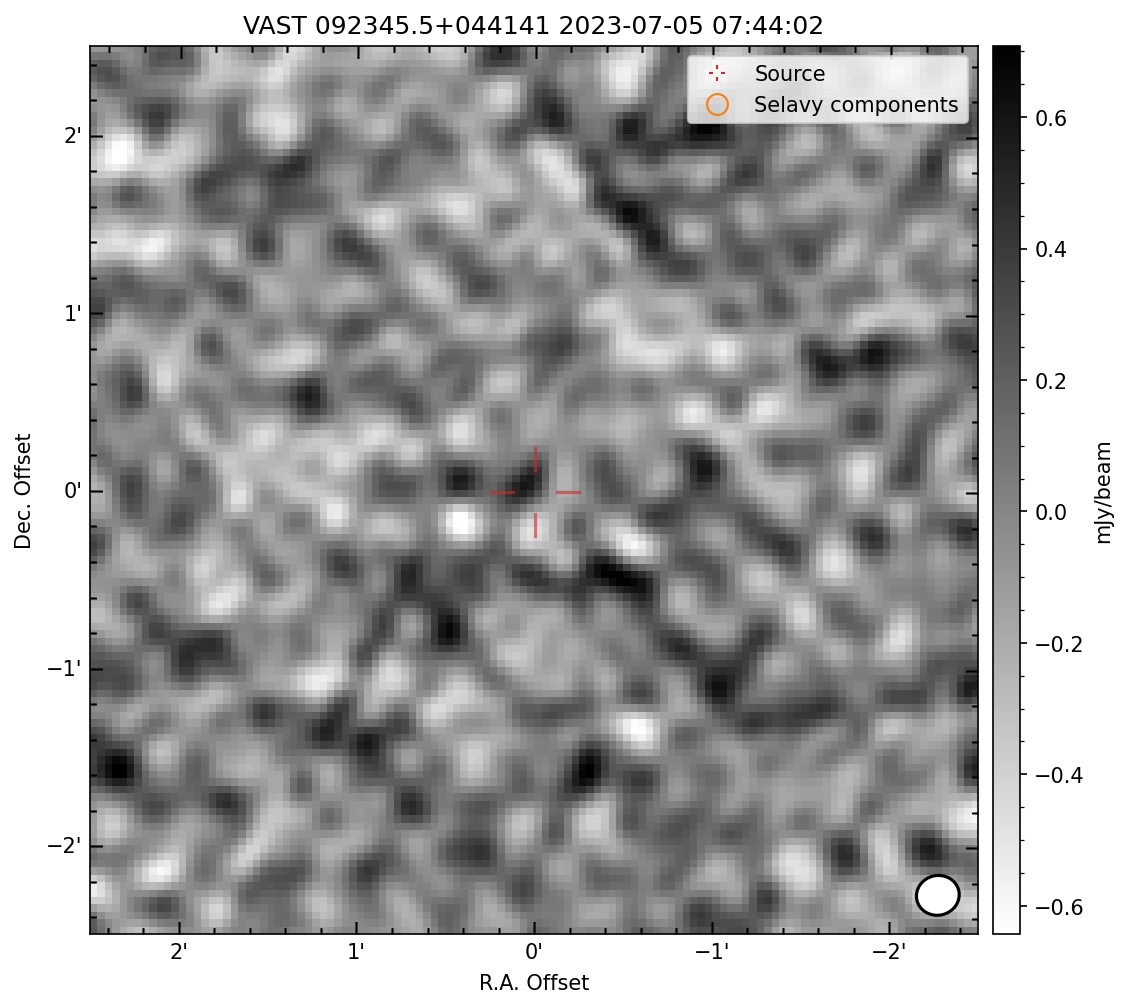 VAST 092345.5+044141 2023-07-05 07:44:02
Source
Selavy components
2'
1'
0'
−1'
−2'
Dec. Offset
2'
1'
0'
−1'
−2'
R.A. Offset
0.6
0.4
0.2
0.0
−0.2
−0.4
−0.6
mJy/beam